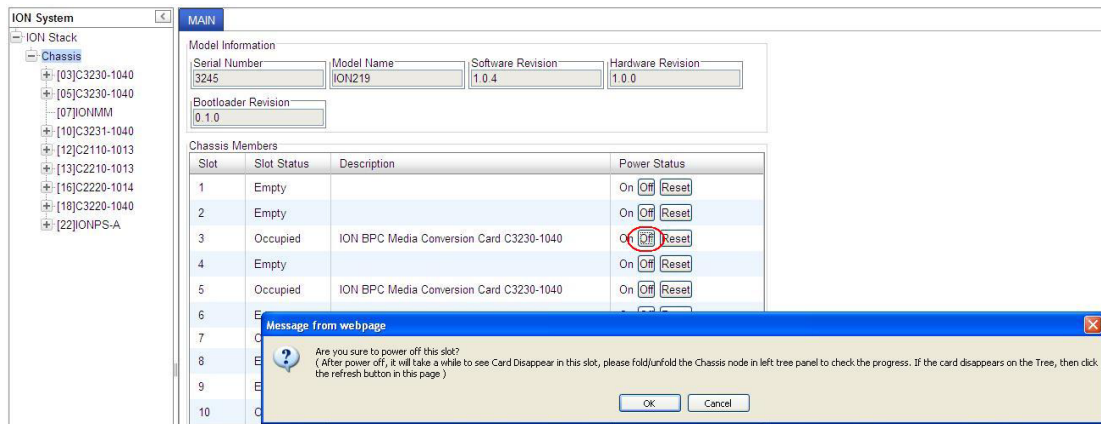 ION System
<
MAIN
ION Stack
Chassis
[03]C3230-1040
[05]C3230-1040
[07]IONMM
[10]C3231-1040
[12]C2110-1013
[13]C2210-1013
[16]C2220-1014
[18]C3220-1040
[22]IONPS-A
Model Information
Serial Number Model Name Software Revision Hardware Revision
3245 ION219 1.0.4 1.0.0
Bootloader Revision
0.1.0
Chassis Members
Slot Slot Status Description Power Status
1 Empty On Off Reset
2 Empty On Off Reset
3 Occupied ION BPC Media Conversion Card C3230-1040 On Off Reset
4 Empty On Off Reset
5 Occupied ION BPC Media Conversion Card C3230-1040 On Off Reset
6
7
8
9
10
Message from webpage
Are you sure to power off this slot?
( After power off, it will take a while to see Card Disappear in this slot, please fold/unfold the Chassis node in left tree panel to check the progress. If the card disappears on the Tree, then click
the refresh button in this page )
OK Cancel